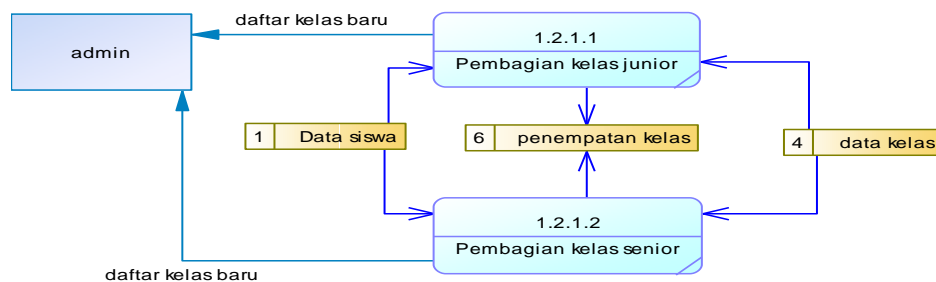 daftar kelas baru
admin
1.2.1.1
Pembagian kelas junior
1 Data siswa
6 penempatan kelas
4 data kelas
1.2.1.2
Pembagian kelas senior
daftar kelas baru